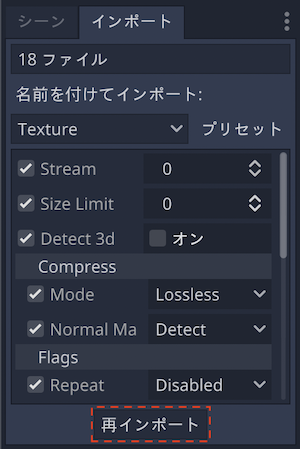 シーン インポート
18 ファイル
名前を付けてインポート:
Texture プリセット
Stream 0
Size Limit 0
Detect 3d オン
Compress
Mode Lossless
Normal Ma Detect
Flags
Repeat Disabled
再インポート